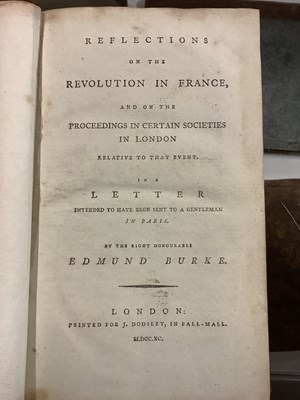 REFLECTIONS
ON THE
REVOLUTION IN FRANCE,
AND ON THE
PROCEEDINGS IN CERTAIN SOCIETIES
IN LONDON
RELATIVE TO THAT EVENT.
IN A
LETTER
INTENDED TO HAVE BEEN SENT TO A GENTLEMAN
IN PARIS.
BY THE RIGHT HONOURABLE
EDMUND BURKE.
LONDON:
PRINTED FOR J. DODSLEY, IN PALL-MALL.
M.DCC.XC.